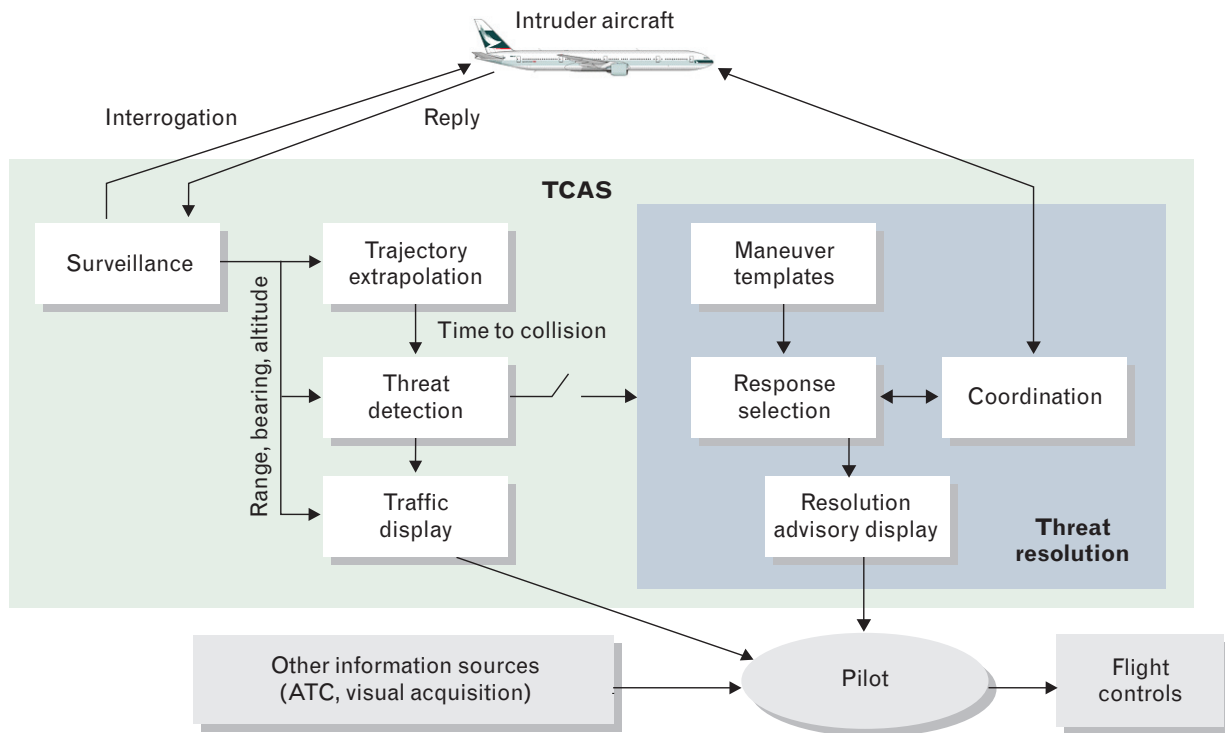 Intruder aircraft
Interrogation
Reply
TCAS
Surveillance
Trajectory
extrapolation
Maneuver
templates
Range, bearing, altitude
Time to collision
Threat
detection
Response
selection
Coordination
Traffic
display
Resolution
advisory display
Threat
resolution
Other information sources
(ATC, visual acquisition)
Pilot
Flight
controls